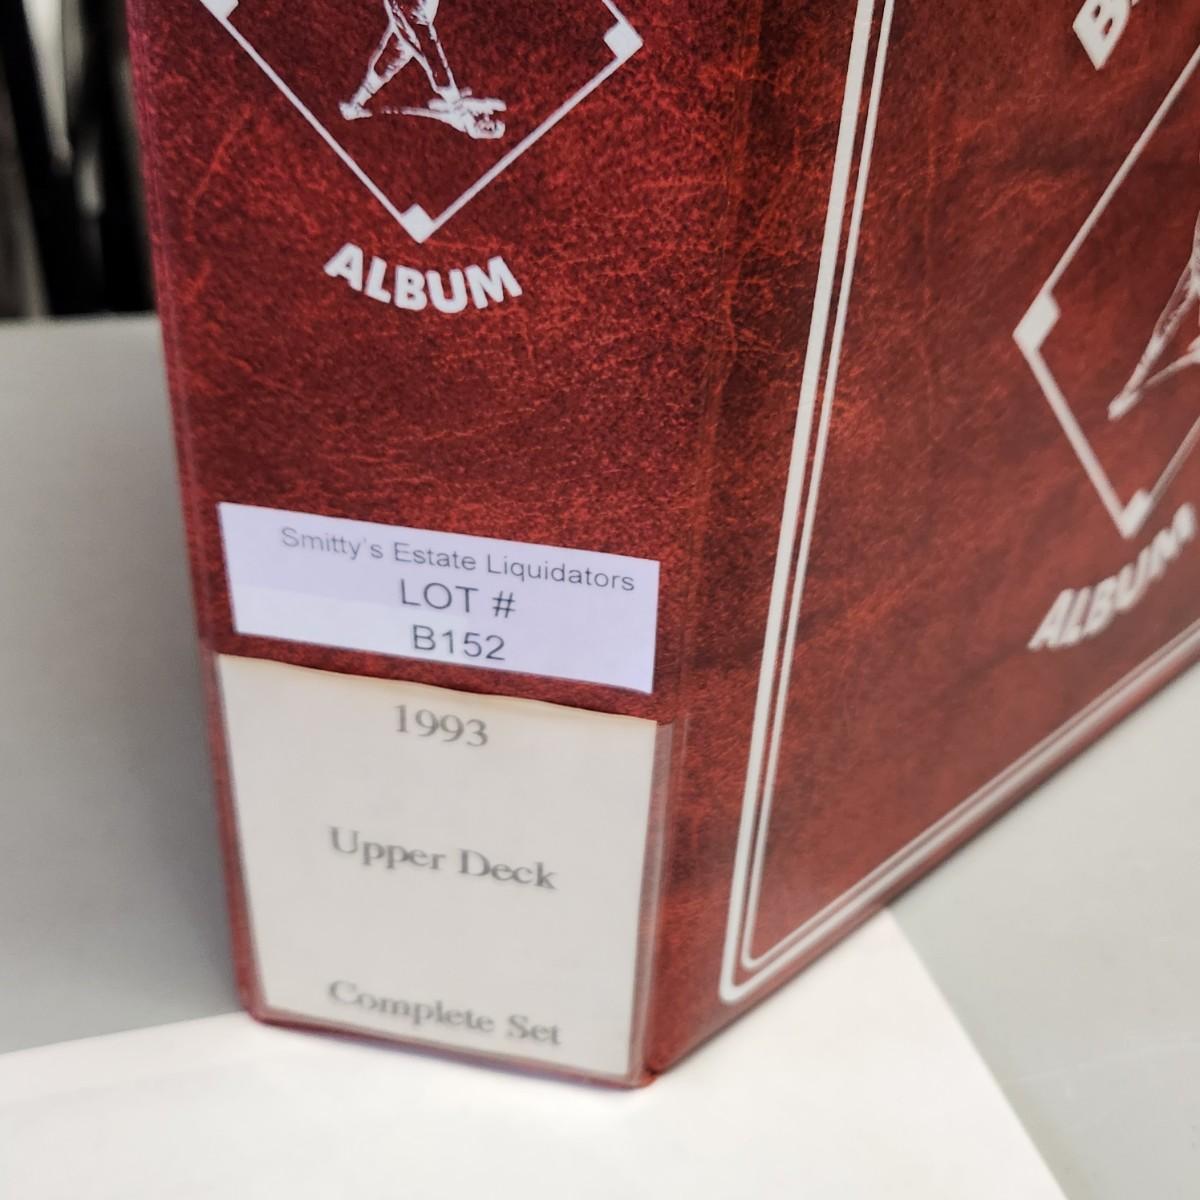 ALBUM
Smitty's Estate Liquidators
LOT #
B152
1993
Upper Deck
Complete Set
ALBUM